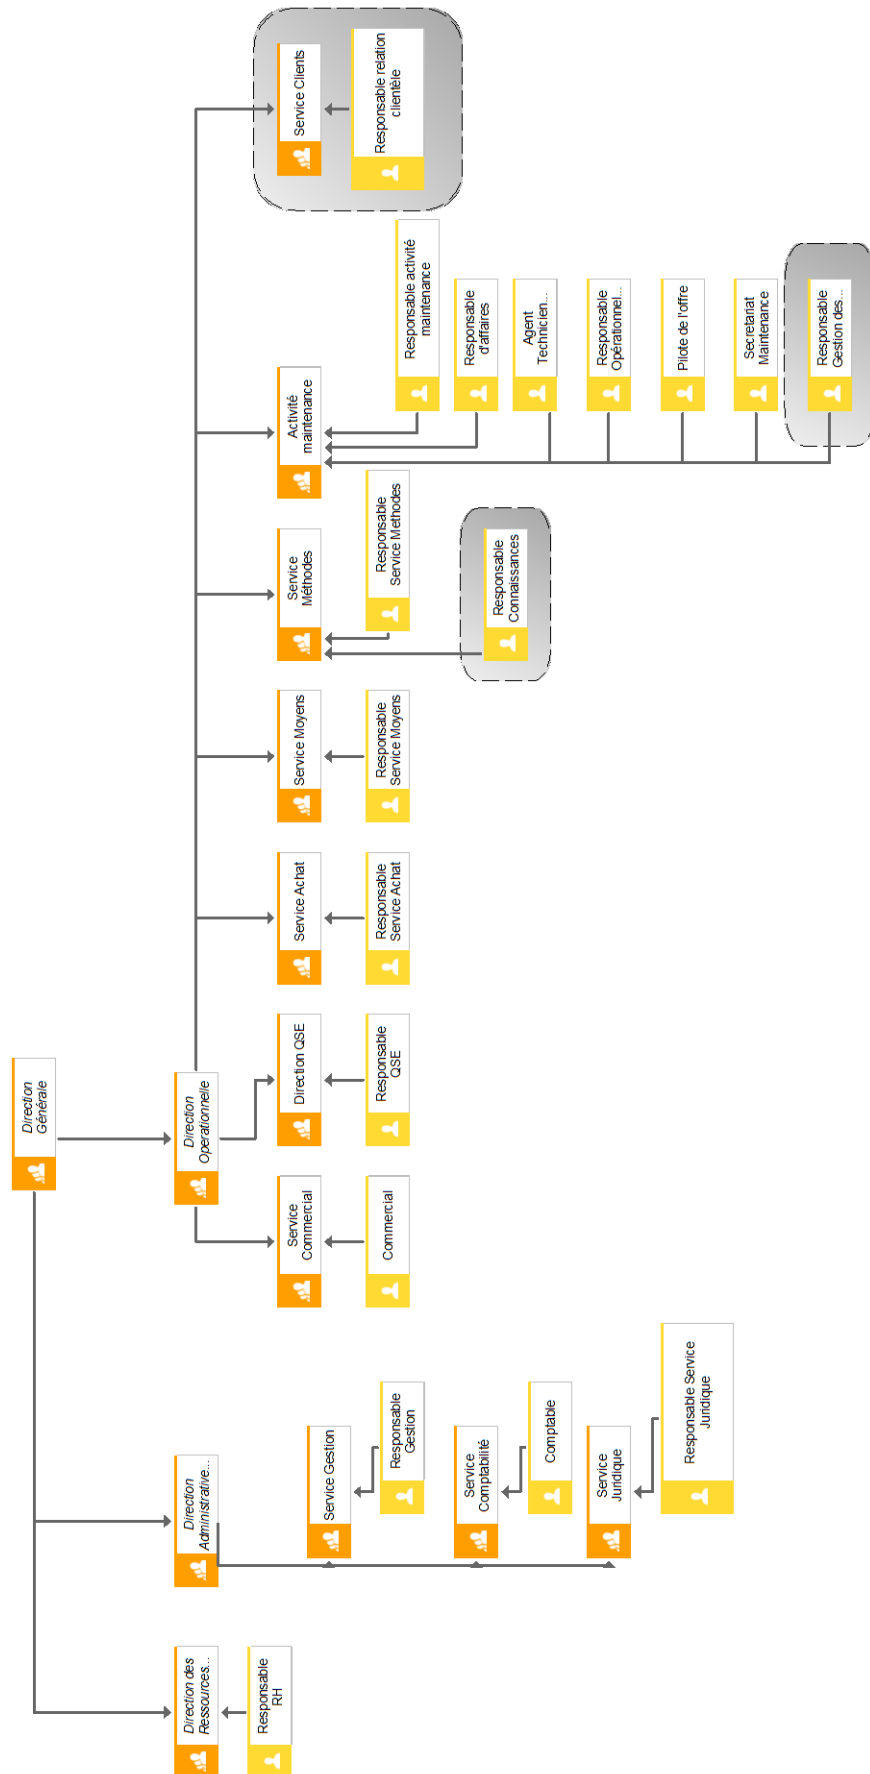 Direction
Générale
Direction des
Ressources...
Responsable
RH
Direction
Administrative...
Service Gestion
Responsable
Gestion
Service
Comptabilité
Comptable
Service
Juridique
Responsable Service
Juridique
Direction
Operationnelle
Service
Commercial
Commercial
Direction QSE
Responsable
QSE
Service Achat
Responsable
Service Achat
Service Moyens
Responsable
Service Moyens
Service
Méthodes
Responsable
Service Methodes
Responsable
Connaissances
Activité
maintenance
Responsable activité
maintenance
Responsable
d'affaires
Agent
Technicien...
Responsable
Opérationnel...
Pilote de l'offre
Secretariat
Maintenance
Responsable
Gestion des...
Service Clients
Responsable relation
clientèle